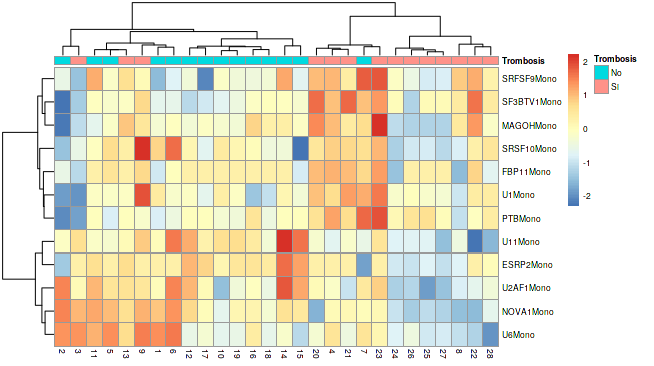 Trombosis
SRFSF9Mono
SF3BTV1Mono
MAGOHMono
SRSF10Mono
FBP11Mono
U1Mono
PTBMono
U11Mono
ESRP2Mono
U2AF1Mono
NOVA1Mono
U6Mono
2 3 11 5 13 9 1 6 12 17 10 19 16 18 14 15 20 4 21 7 23 24 26 25 27 8 22 28
2
1
0
-1
-2
Trombosis
No
SI